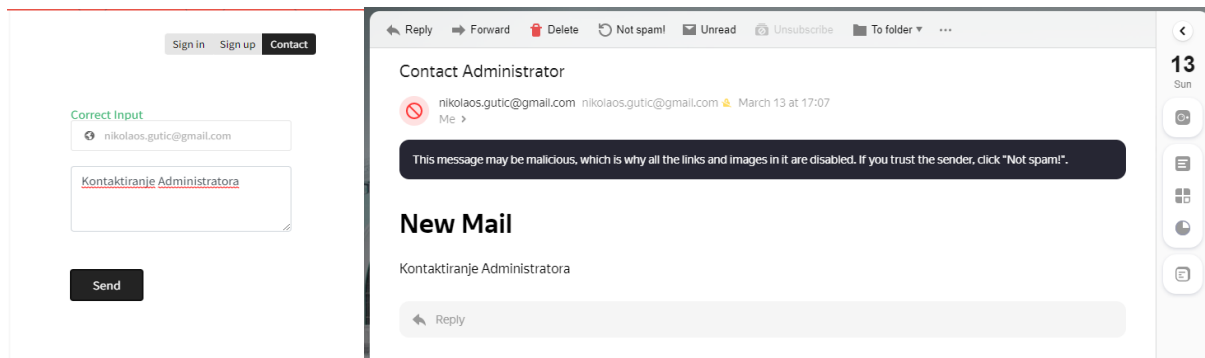 Sign in Sign up Contact
Correct Input
nikolaos.gutic@gmail.com
Kontaktiranje Administratora
Send
Reply Forward Delete Not spam! Unread Unsubscribe To folder
Contact Administrator
nikolaos.gutic@gmail.com nikolaos.gutic@gmail.com March 13 at 17:07
Me >
This message may be malicious, which is why all the links and images in it are disabled. If you trust the sender, click "Not spam!".
New Mail
Kontaktiranje Administratora
Reply
13
Sun